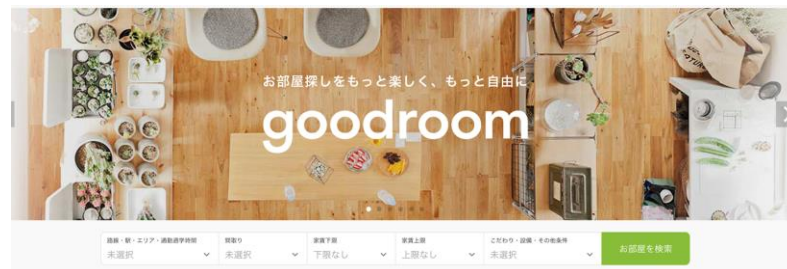 お部屋探しをもっと楽しく、もっと自由に
goodroom
路線・駅・エリア・通勤通学時間
未選択
間取り
未選択
家賃下限
下限なし
家賃上限
上限なし
こだわり・設備・その他条件
未選択
お部屋を検索